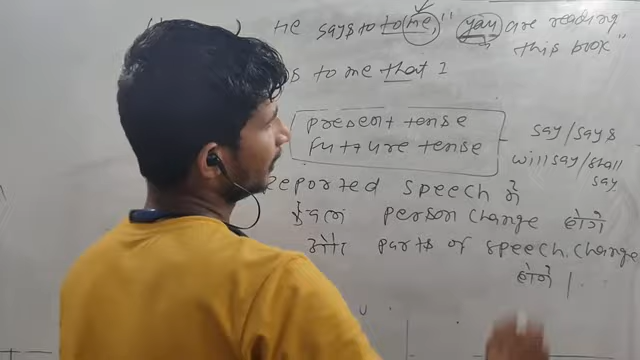 He says to to me" "you are reading
this book"
s to me that I
present tense
future tense
say/says
will say/shall
say
reported speech में
केवल person change होगा
और parts of speech change
होगा।